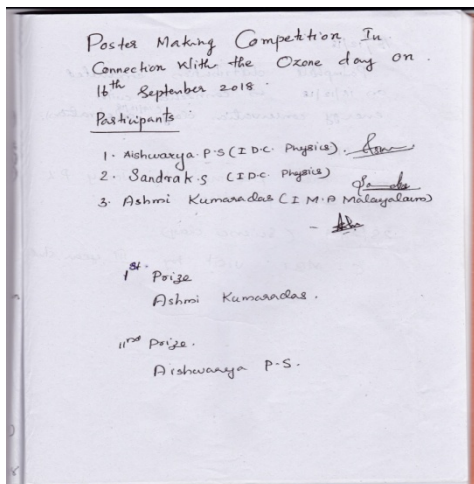 Poster Making Competition In
Connection With the Ozone day on
16th September 2018.
Participants
1. Aishwarya. P.S (I D.C. Physics).
2. Sandra K.S (I D.C. Physics)
3. Ashmi Kumaradas (I M.A Malayalam)
1st. Prize
Ashmi Kumaradas.
IInd Prize.
Aishwarya P.S.